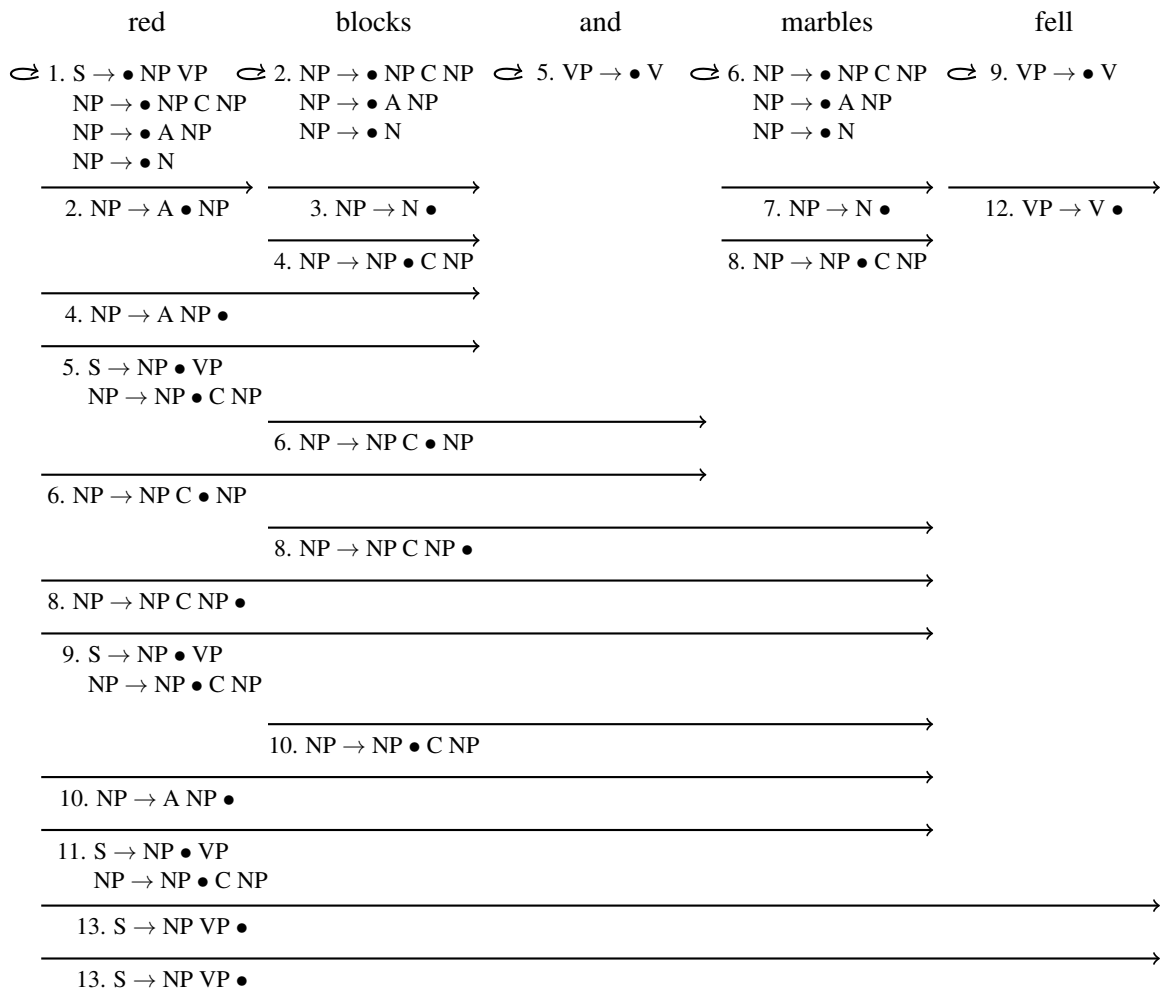 red blocks and marbles fell
1. S → • NP VP 2. NP → • NP C NP 5. VP → • V 6. NP → • NP C NP 9. VP → • V
NP → • NP C NP NP → • A NP NP → • A NP
NP → • A NP NP → • N NP → • N
NP → • N
2. NP → A • NP 3. NP → N • 7. NP → N • 12. VP → V •
4. NP → NP • C NP 8. NP → NP • C NP
4. NP → A NP •
5. S → NP • VP
NP → NP • C NP
6. NP → NP C • NP
6. NP → NP C • NP
8. NP → NP C NP •
8. NP → NP C NP •
9. S → NP • VP
NP → NP • C NP
10. NP → NP • C NP
10. NP → A NP •
11. S → NP • VP
NP → NP • C NP
13. S → NP VP •
13. S → NP VP •